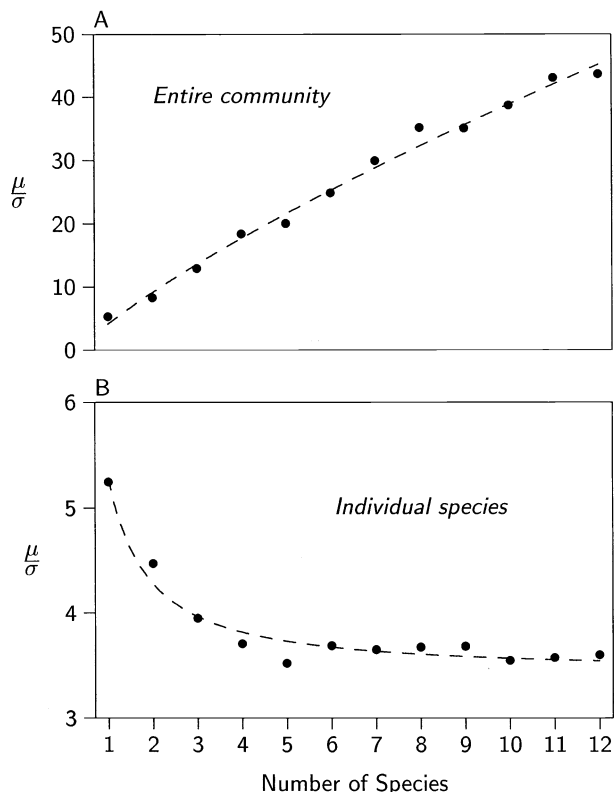 A
50
Entire community
40
30
μ
σ
20
10
0
B
6
Individual species
5
μ
σ
4
3
1 2 3 4 5 6 7 8 9 10 11 12
Number of Species